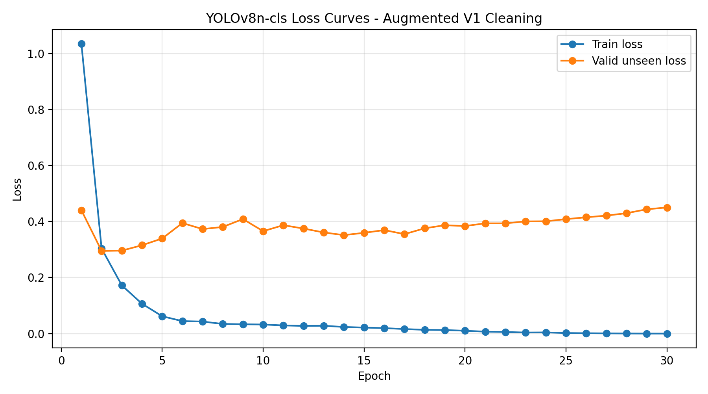 YOLOv8n-cls Loss Curves - Augmented V1 Cleaning
Train loss
Valid unseen loss
1.0
0.8
0.6
0.4
0.2
0.0
Loss
0 5 10 15 20 25 30
Epoch